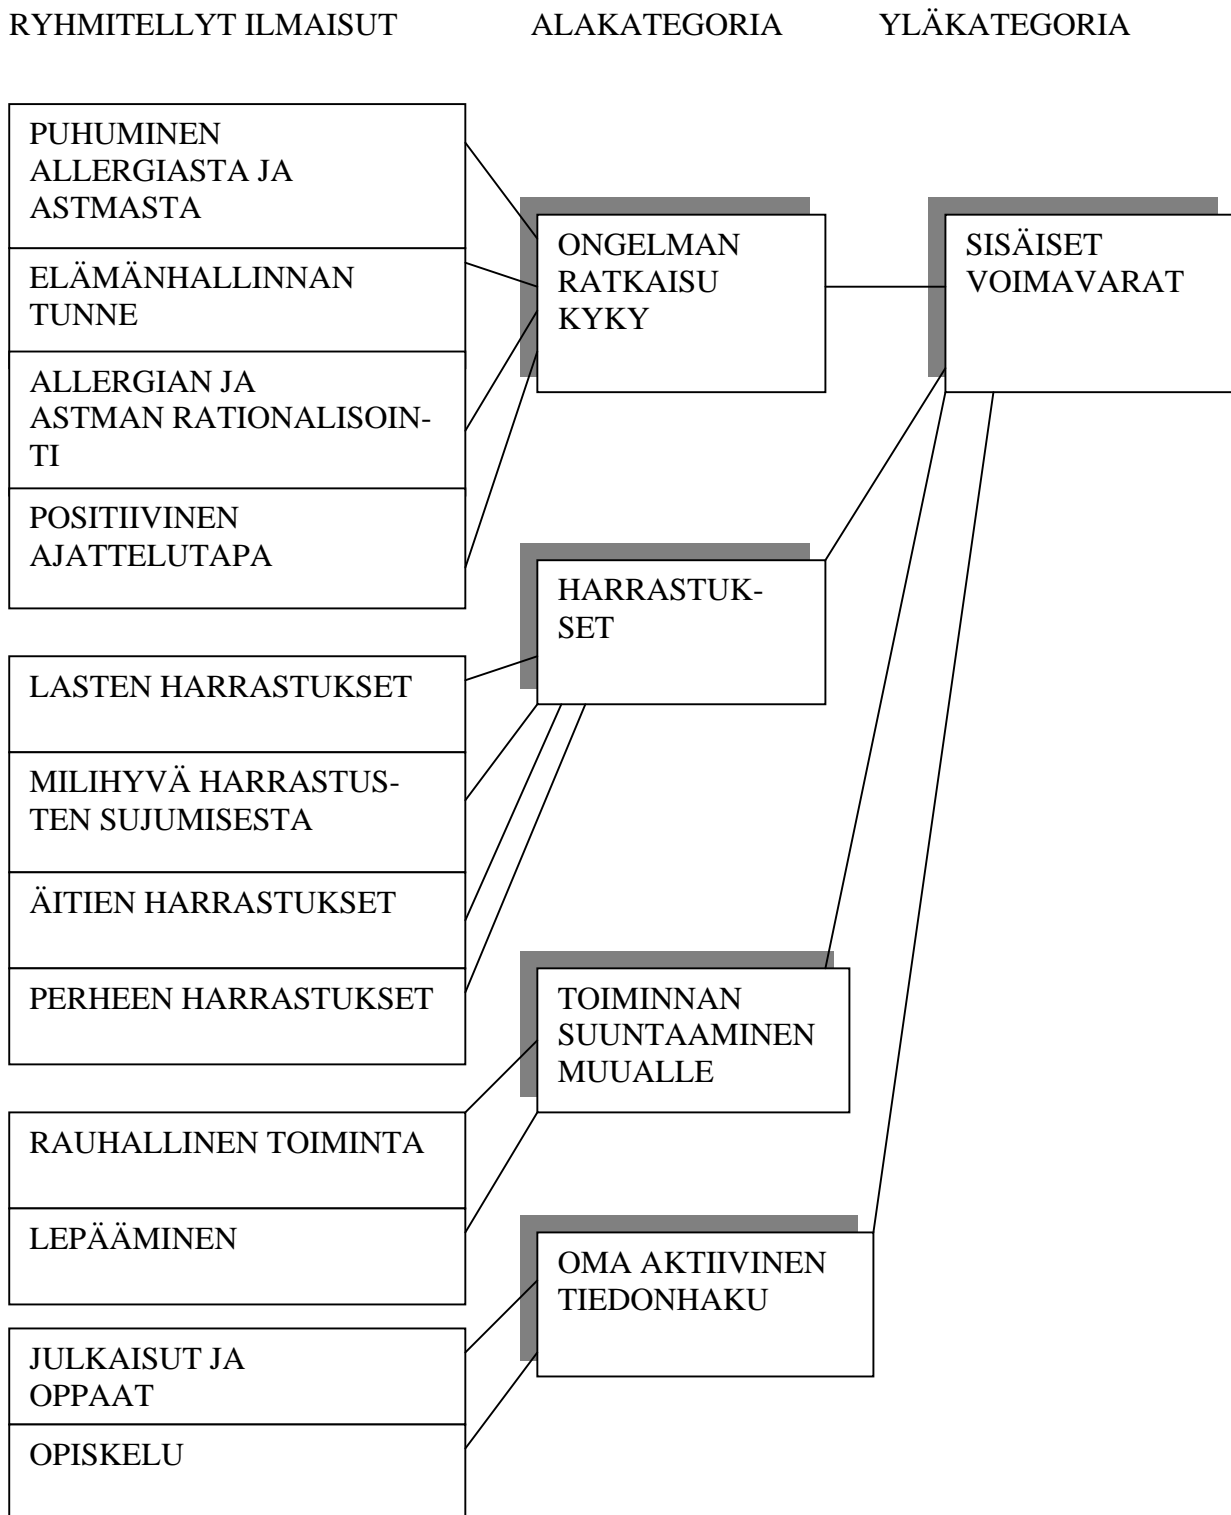 RYHMITELLYT ILMAISUT ALAKATEGORIA YLÄKATEGORIA
PUHUMINEN
ALLERGIASTA JA
ASTMASTA
ELÄMÄNHALLINNAN
TUNNE
ALLERGIAN JA
ASTMAN RATIONALISOIN-
TI
POSITIIVINEN
AJATTELUTAPA
ONGELMAN
RATKAISU
KYKY
SISÄISET
VOIMAVARAT
LASTEN HARRASTUKSET
MILIHYVÄ HARRASTUS-
TEN SUJUMISESTA
ÄITIEN HARRASTUKSET
PERHEEN HARRASTUKSET
HARRASTUK-
SET
RAUHALLINEN TOIMINTA
LEPÄÄMINEN
TOIMINNAN
SUUNTAAMINEN
MUUALLE
JULKAISUT JA
OPPAAT
OPISKELU
OMA AKTIIVINEN
TIEDONHAKU